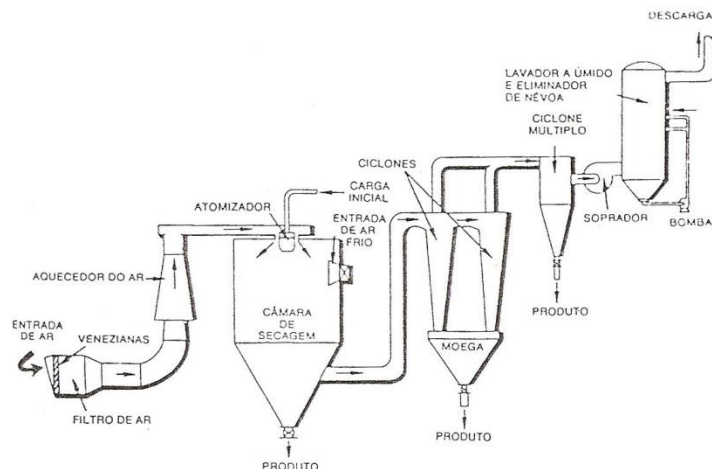 DESCARGA
LAVADOR A ÚMIDO
E ELIMINADOR
DE NÉVOA
CICLONE
MÚLTIPLO
CICLONES
CARGA
INICIAL
ATOMIZADOR
ENTRADA
DE AR
FRIO
SOPRADOR
BOMBA
AQUECEDOR DO AR
CÂMARA
DE
SECAGEM
PRODUTO
ENTRADA
DE AR
VENEZIANAS
MOEGA
FILTRO DE AR
PRODUTO
PRODUTO